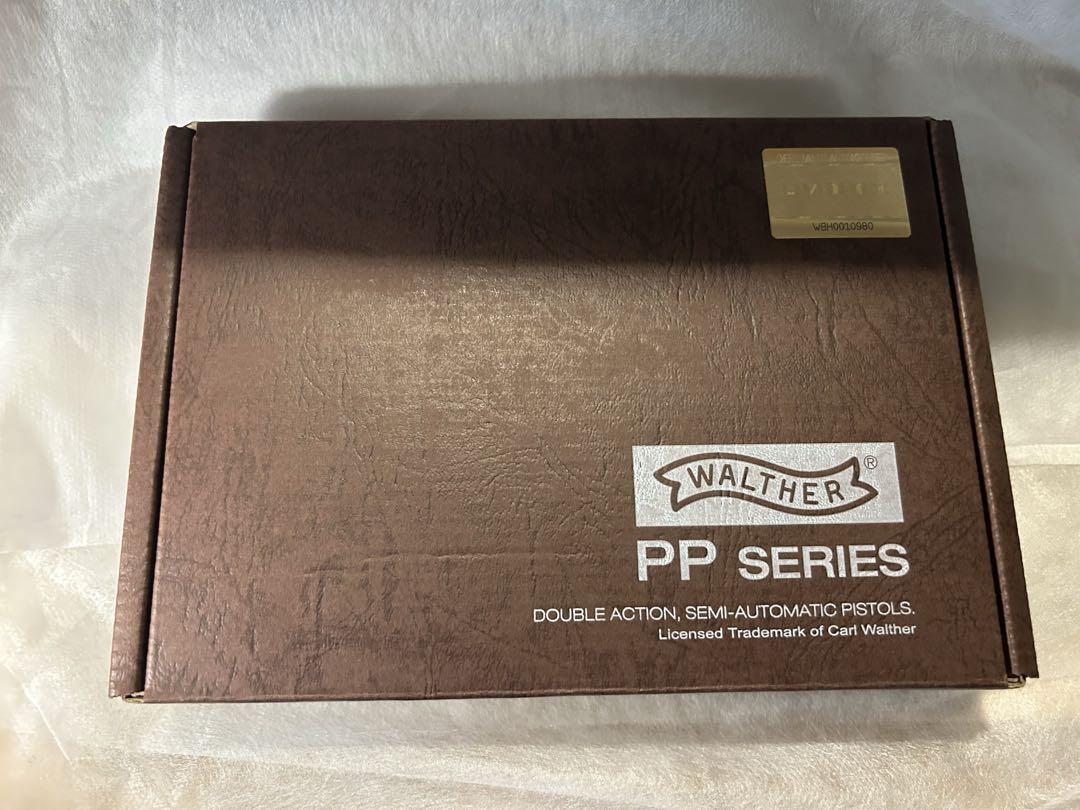 WBH0010980
WALTHER®
PP SERIES
DOUBLE ACTION, SEMI-AUTOMATIC PISTOLS.
Licensed Trademark of Carl Walther